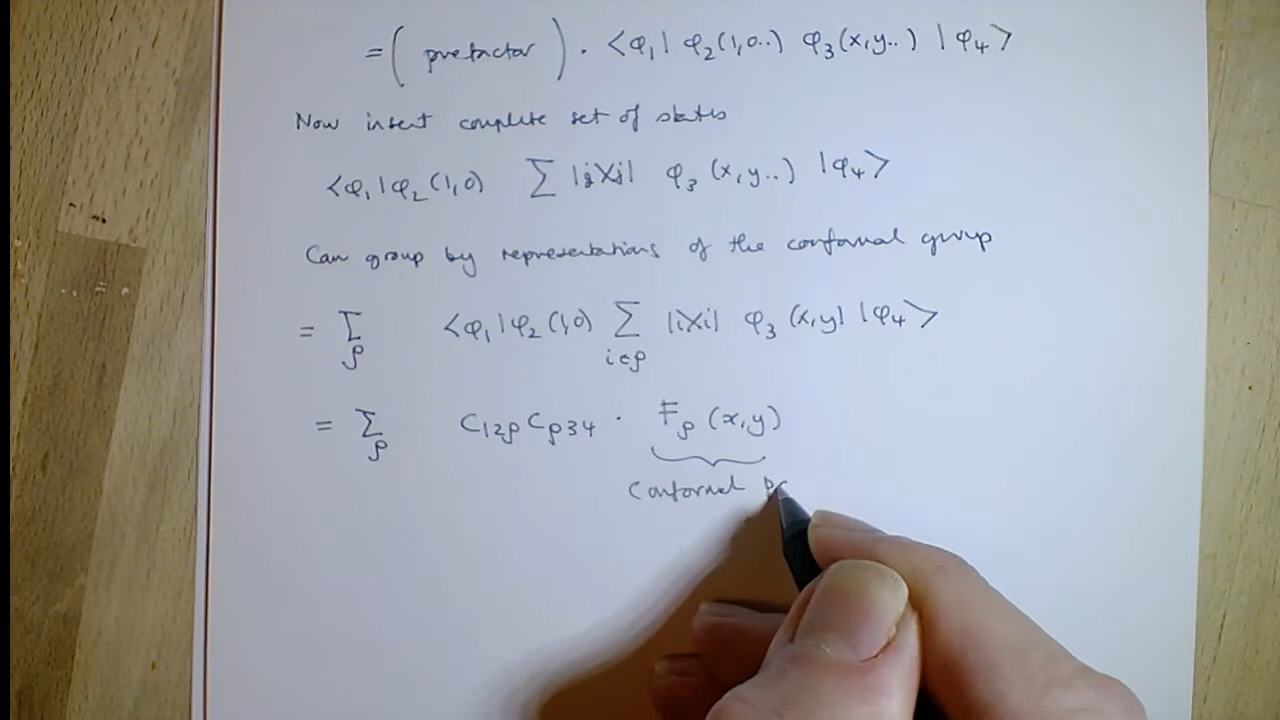 = ( prefactor ) · <φ₁| φ₂(1,0..) φ₃(x,y..) |φ₄>
Now insert complete set of states
<φ₁|φ₂(1,0) Σ |j><j| φ₃(x,y..) |φ₄>
Can group by representations of the conformal group
= Σ_ρ <φ₁|φ₂(1,0) Σ_{i∈ρ} |i><i| φ₃(x,y) |φ₄>
= Σ_ρ C₁₂ρ Cρ₃₄ · F_ρ(x,y)
Conformal